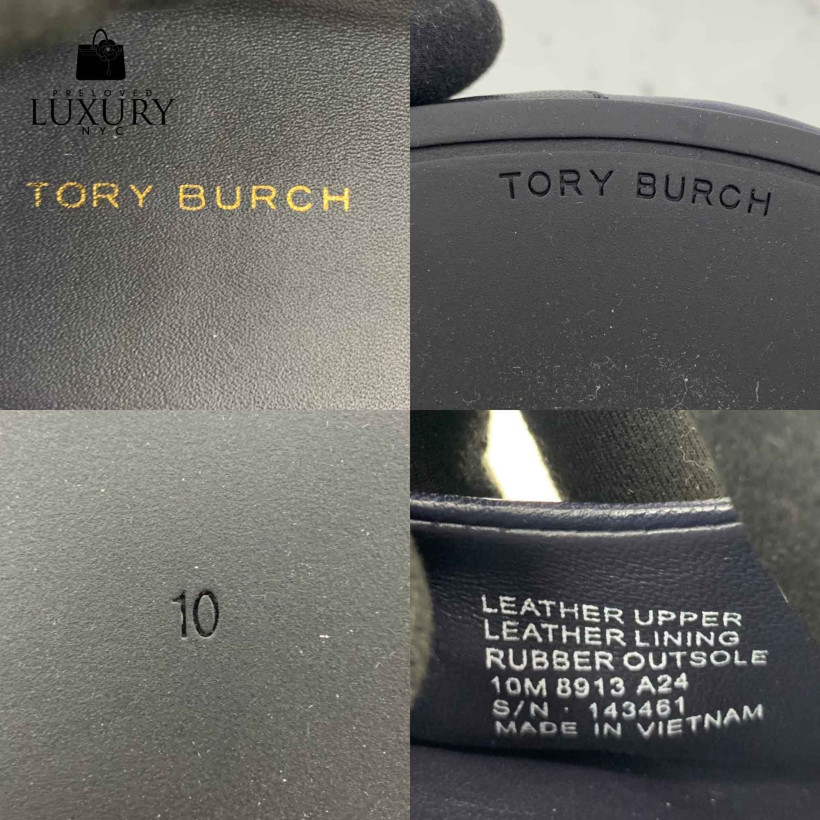 PRELOVED
LUXURY
NYC
TORY BURCH
TORY BURCH
10
LEATHER UPPER
LEATHER LINING
RUBBER OUTSOLE
10M 8913 A24
S/N · 143461
MADE IN VIETNAM